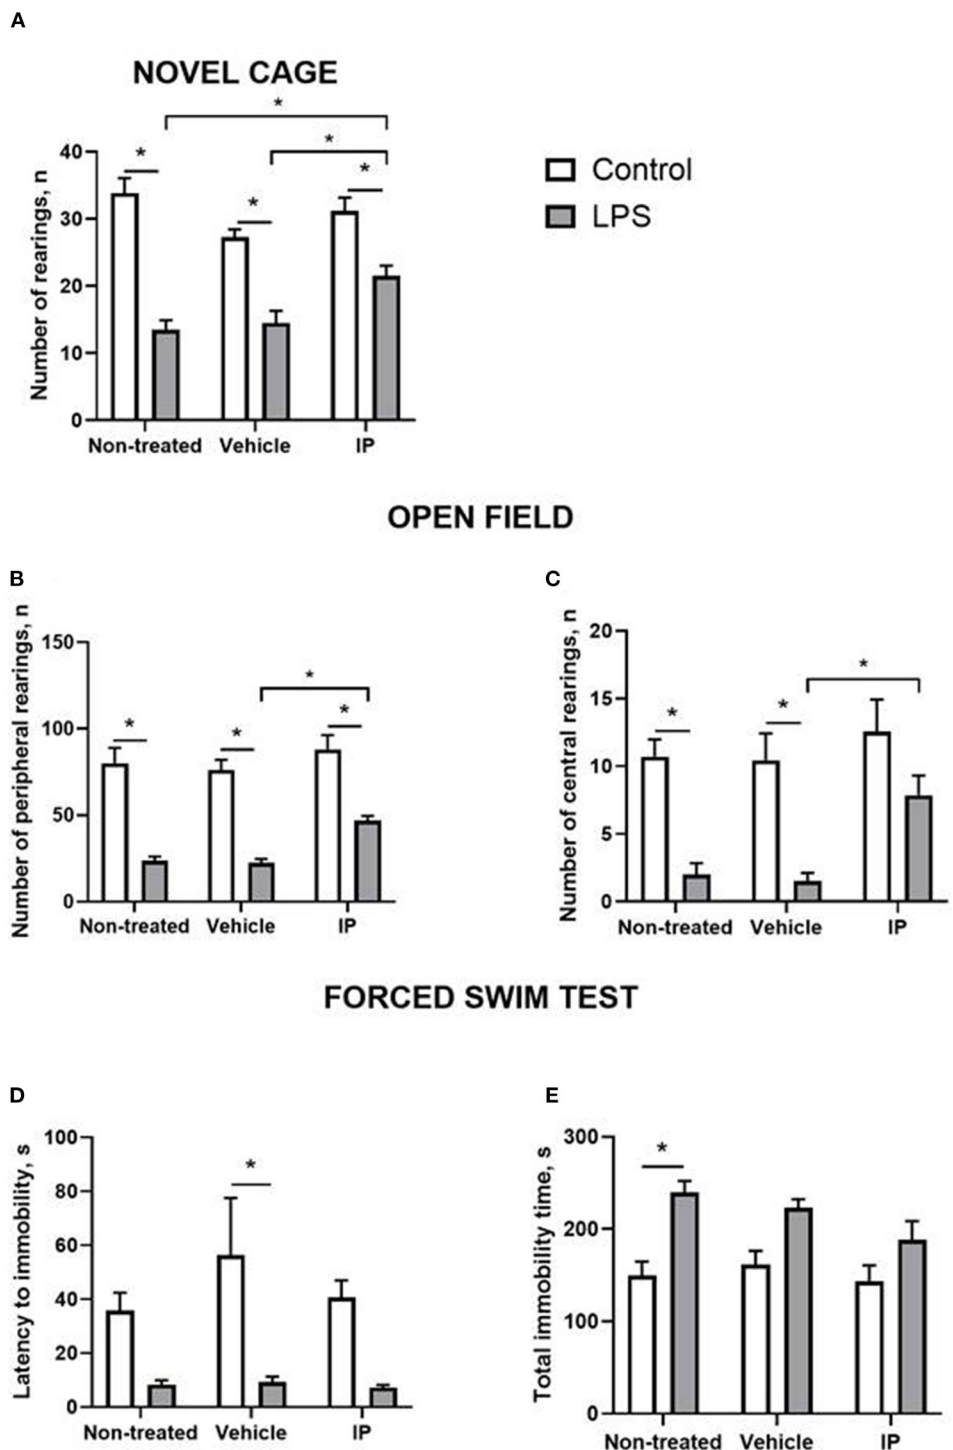 A
NOVEL CAGE
*
*
*
*
*
Control
LPS
Number of rearings, n
40
30
20
10
0
Non-treated Vehicle IP
OPEN FIELD
B
Number of peripheral rearings, n
150
100
50
0
*
*
*
*
Non-treated Vehicle IP
C
Number of central rearings, n
20
15
10
5
0
*
*
*
Non-treated Vehicle IP
FORCED SWIM TEST
D
Latency to immobility, s
100
80
60
40
20
0
*
Non-treated Vehicle IP
E
Total immobility time, s
300
200
100
0
*
Non-treated Vehicle IP